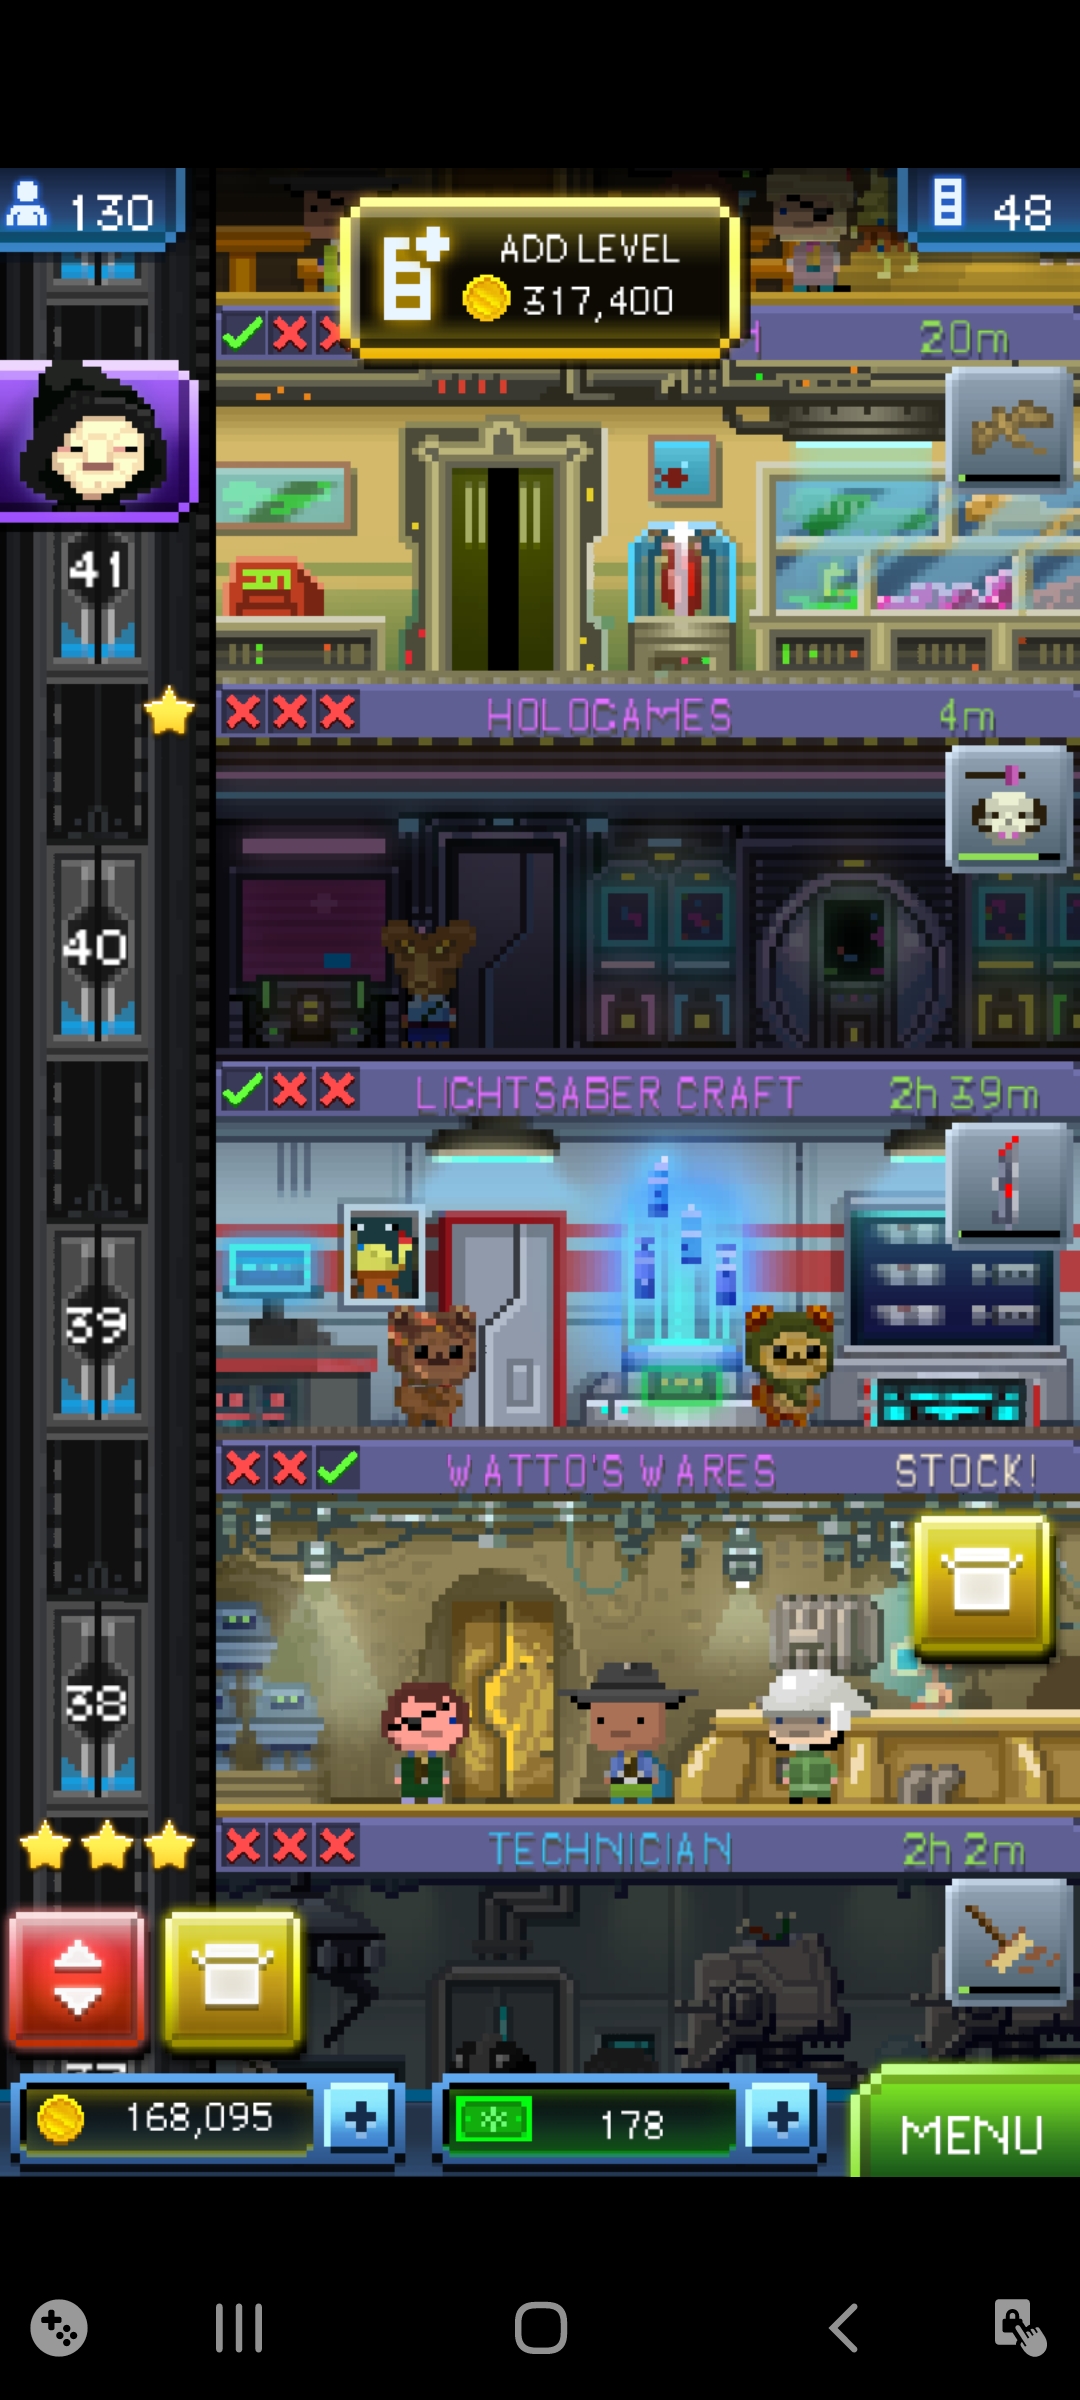 130
ADD LEVEL
317,400
48
20m
41
HOLOGAMES
4m
40
LIGHTSABER CRAFT
2h 39m
39
WATTO'S WARES
STOCK!
38
TECHNICIAN
2h 2m
168,095
178
MENU